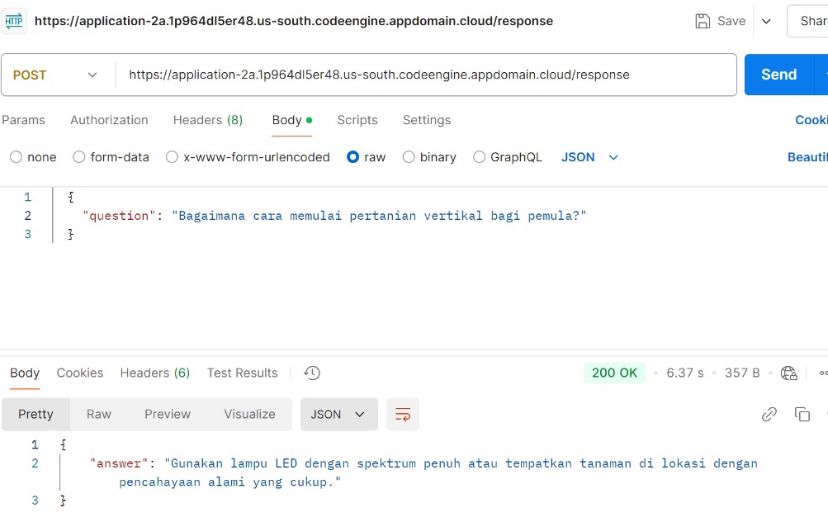 HTTP https://application-2a.1p964dl5er48.us-south.codeengine.appdomain.cloud/response Save Shar
POST https://application-2a.1p964dl5er48.us-south.codeengine.appdomain.cloud/response Send
Params Authorization Headers (8) Body Scripts Settings Cooki
none form-data x-www-form-urlencoded raw binary GraphQL JSON Beautif
1 {
2 "question": "Bagaimana cara memulai pertanian vertikal bagi pemula?"
3 }
Body Cookies Headers (6) Test Results 200 OK • 6.37 s • 357 B
Pretty Raw Preview Visualize JSON
1 {
2 "answer": "Gunakan lampu LED dengan spektrum penuh atau tempatkan tanaman di lokasi dengan
pencahayaan alami yang cukup."
3 }